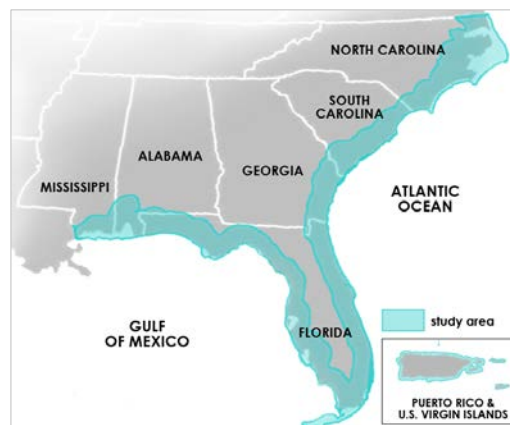 NORTH CAROLINA
SOUTH
CAROLINA
ALABAMA
GEORGIA
MISSISSIPPI
ATLANTIC
OCEAN
GULF
OF MEXICO
FLORIDA
study area
PUERTO RICO &
U.S. VIRGIN ISLANDS